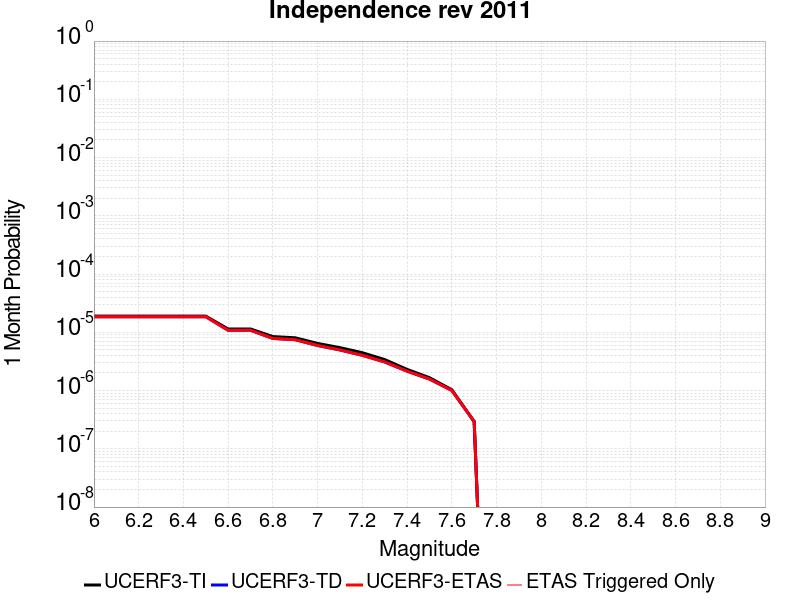 Independence rev 2011
10^0
10^-1
10^-2
10^-3
10^-4
10^-5
10^-6
10^-7
10^-8
1 Month Probability
6 6.2 6.4 6.6 6.8 7 7.2 7.4 7.6 7.8 8 8.2 8.4 8.6 8.8 9
Magnitude
UCERF3-TI UCERF3-TD UCERF3-ETAS ETAS Triggered Only